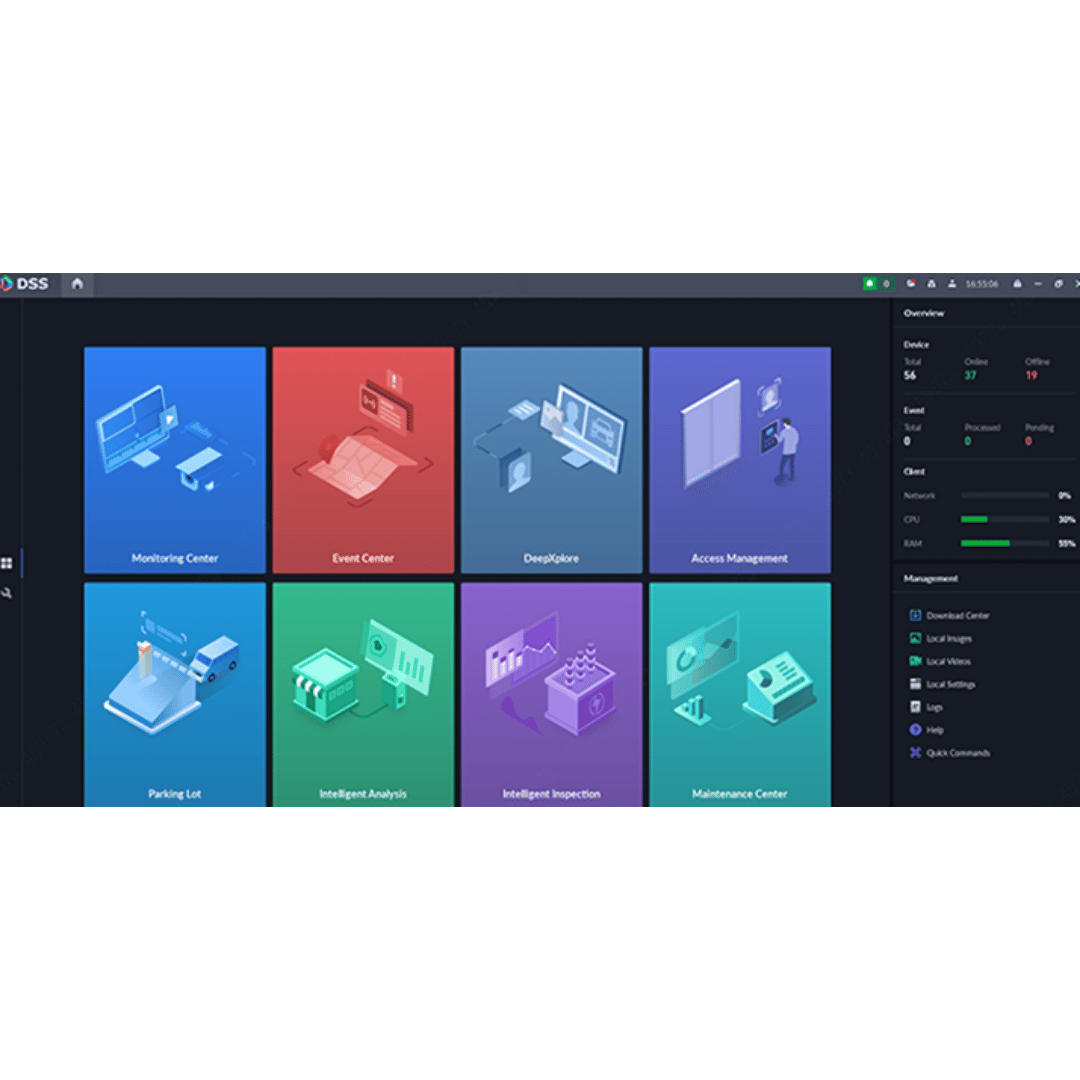 DSS
0
16:55:06
Overview
Device
Total Online Offline
56 37 19
Event
Total Processed Pending
0 0 0
Client
Network 0%
CPU 30%
RAM 55%
Management
Download Center
Local Images
Local Videos
Local Settings
Logs
Help
Quick Commands
Monitoring Center
Event Center
DeepXplore
Access Management
Parking Lot
Intelligent Analysis
Intelligent Inspection
Maintenance Center